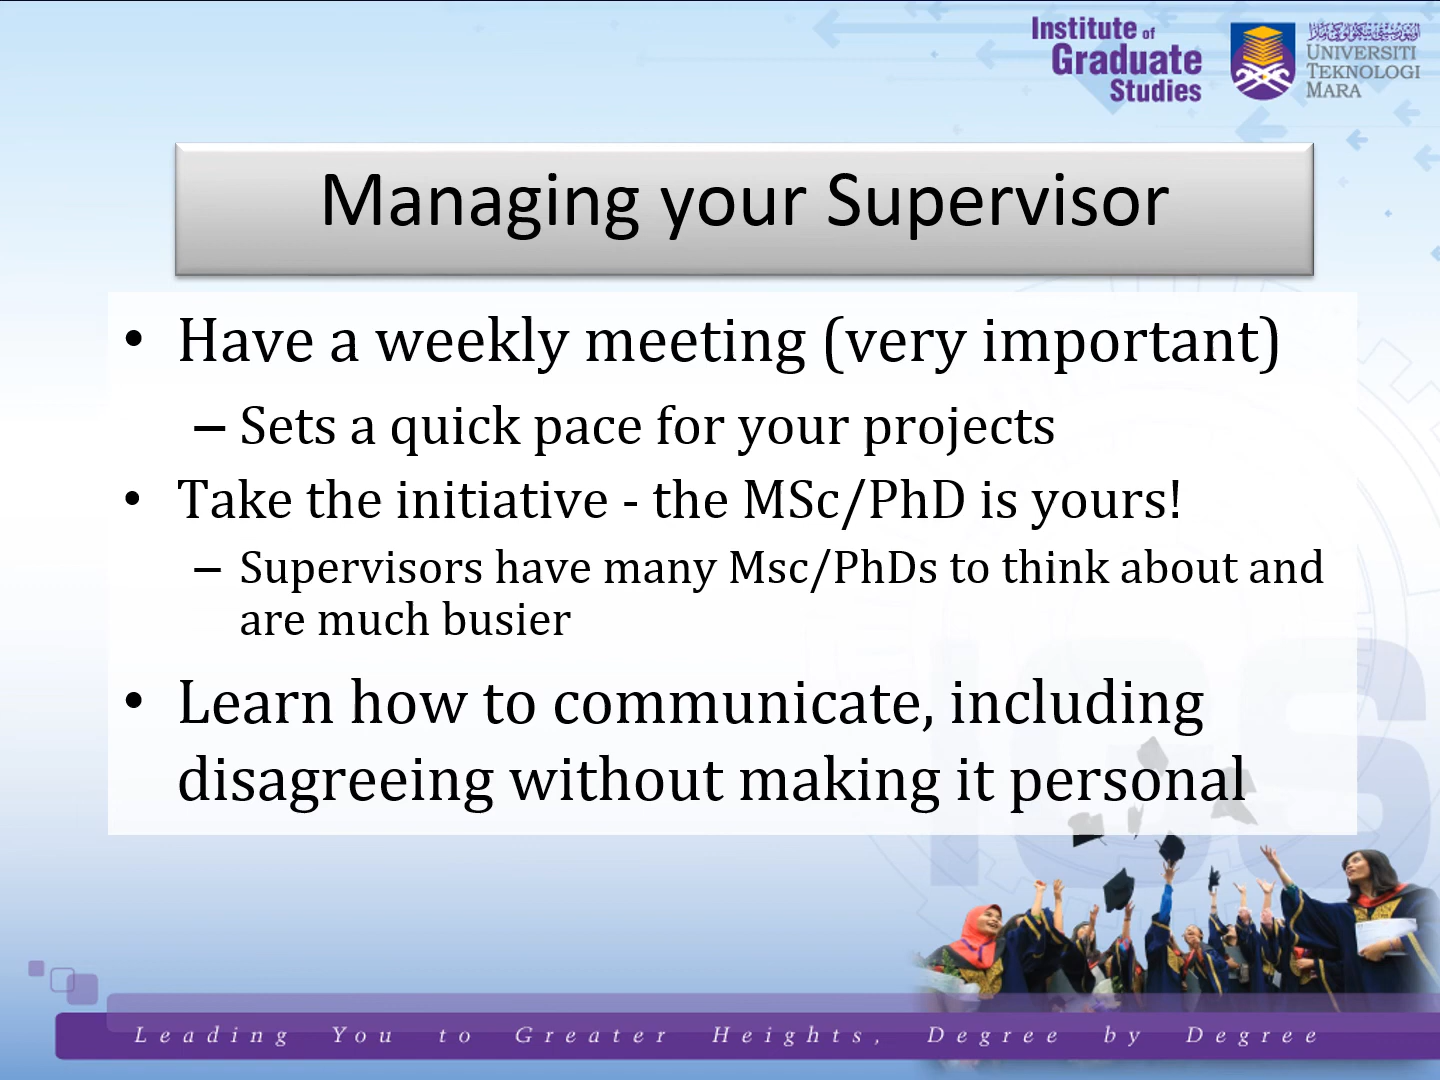 Institute of
Graduate
Studies
UNIVERSITI
TEKNOLOGI
MARA
Managing your Supervisor
• Have a weekly meeting (very important)
– Sets a quick pace for your projects
• Take the initiative - the MSc/PhD is yours!
– Supervisors have many Msc/PhDs to think about and
are much busier
• Learn how to communicate, including
disagreeing without making it personal
IGS
Leading You to Greater Heights, Degree by Degree